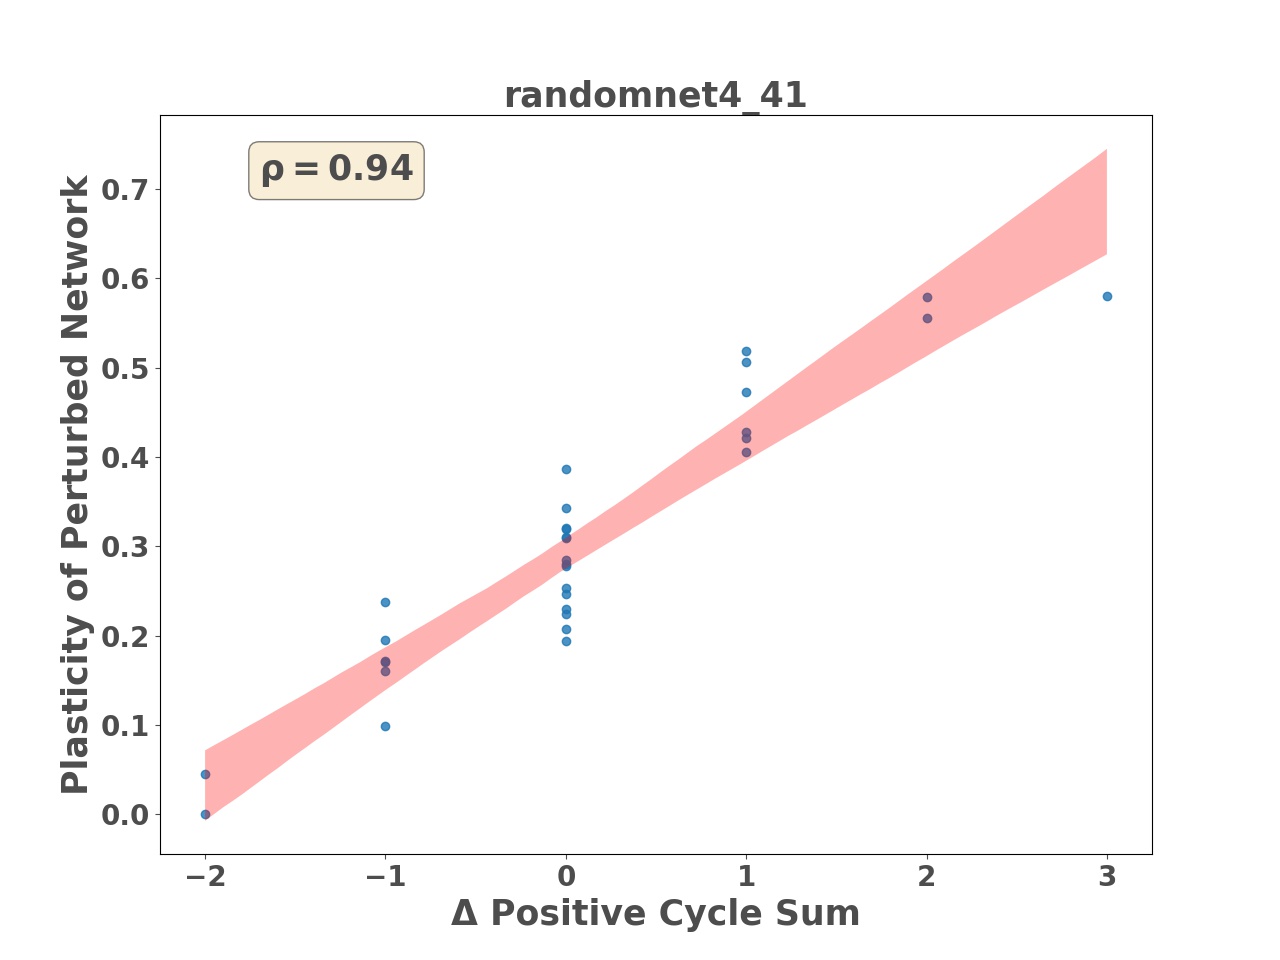 randomnet4_41
ρ = 0.94
Plasticity of Perturbed Network
0.7
0.6
0.5
0.4
0.3
0.2
0.1
0.0
−2 −1 0 1 2 3
Δ Positive Cycle Sum